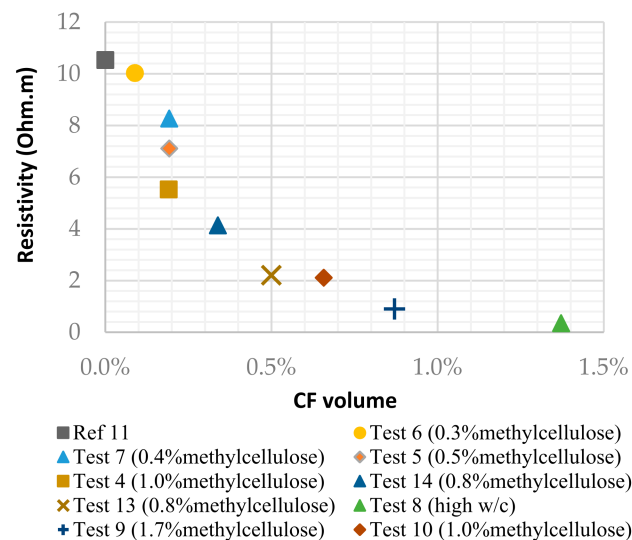 12
10
8
6
4
2
0
Resistivity (Ohm.m)
0.0% 0.5% 1.0% 1.5%
CF volume
Ref 11 Test 6 (0.3%methylcellulose)
Test 7 (0.4%methylcellulose) Test 5 (0.5%methylcellulose)
Test 4 (1.0%methylcellulose) Test 14 (0.8%methylcellulose)
Test 13 (0.8%methylcellulose) Test 8 (high w/c)
Test 9 (1.7%methylcellulose) Test 10 (1.0%methylcellulose)